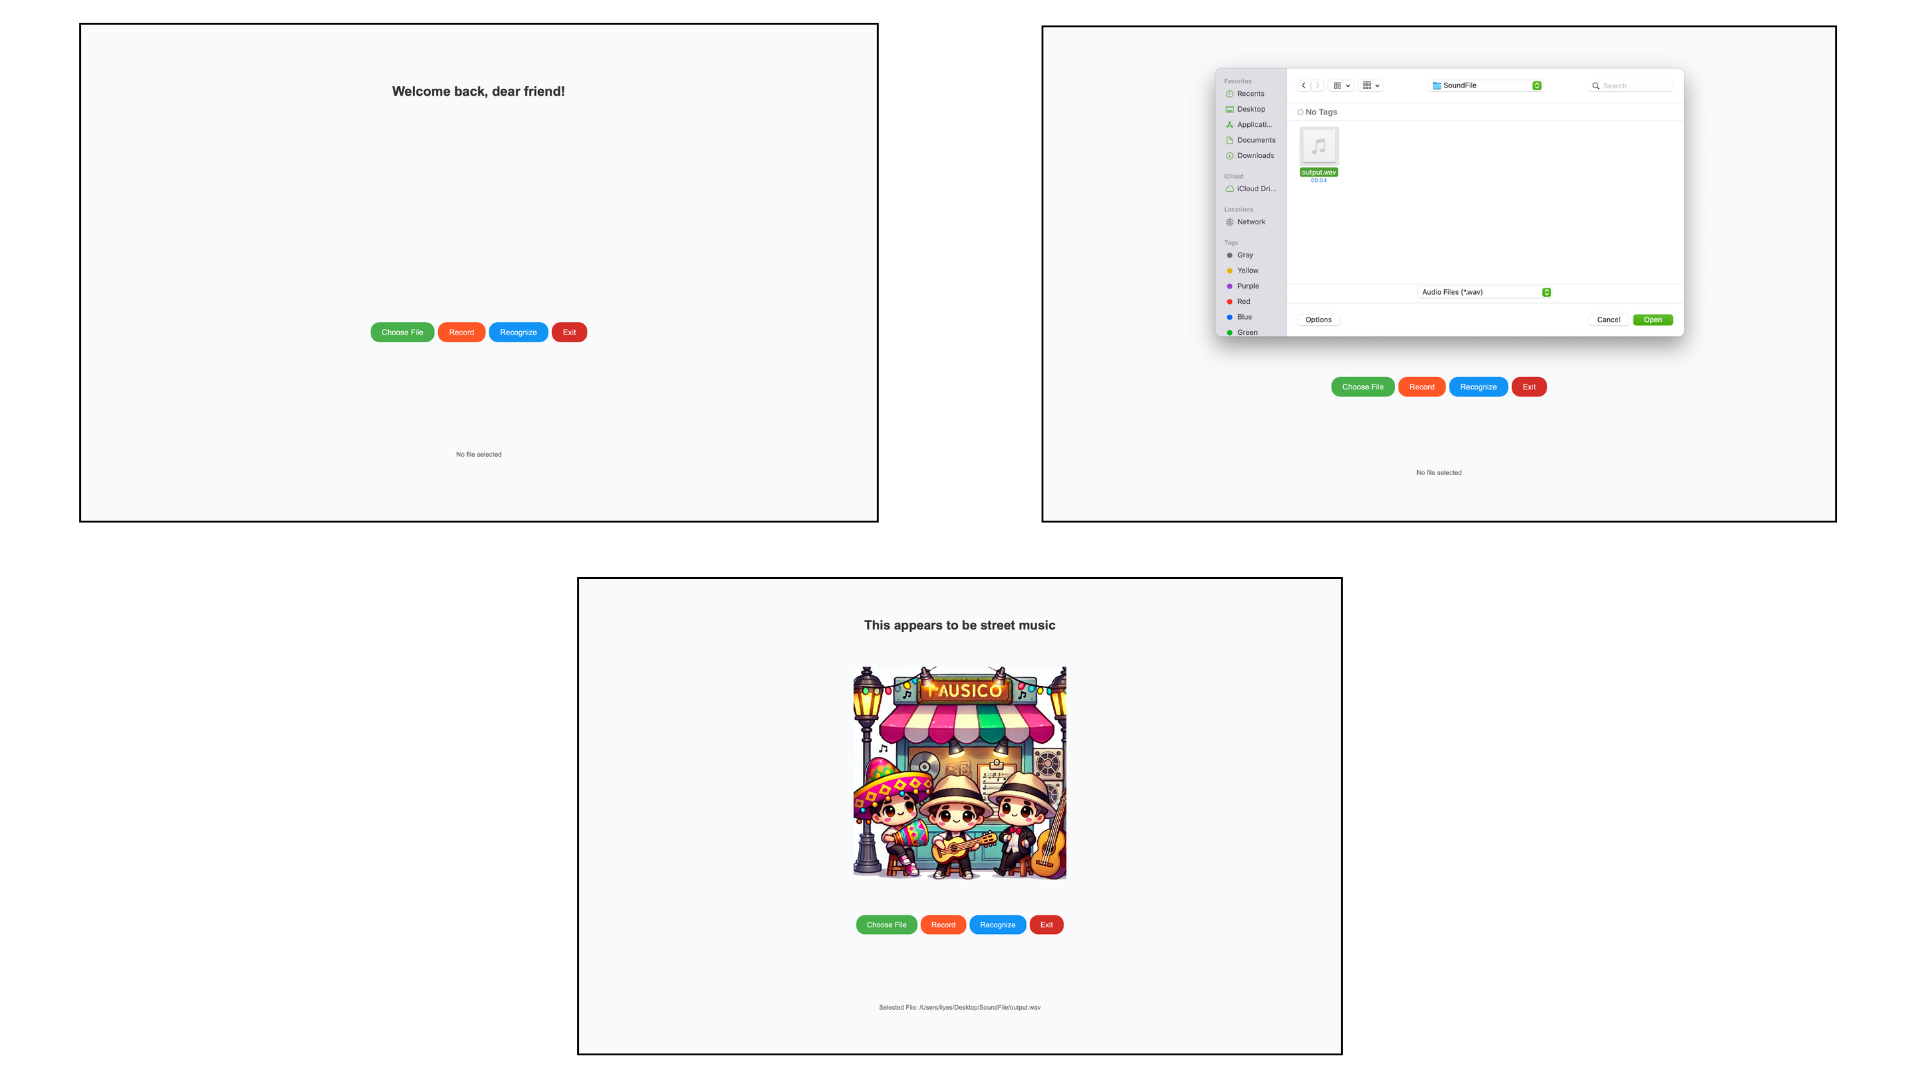 Welcome back, dear friend!
Choose File Record Recognize Exit
No file selected
Favorites
Recents
Desktop
Applicati...
Documents
Downloads
iCloud
iCloud Dri...
Locations
Network
Tags
Gray
Yellow
Purple
Red
Blue
Green
SoundFile
Search
No Tags
output.wav
00:04
Audio Files (*.wav)
Options Cancel Open
Choose File Record Recognize Exit
No file selected
This appears to be street music
PAUSICO
Choose File Record Recognize Exit
Selected File: /Users/ilyes/Desktop/SoundFile/output.wav